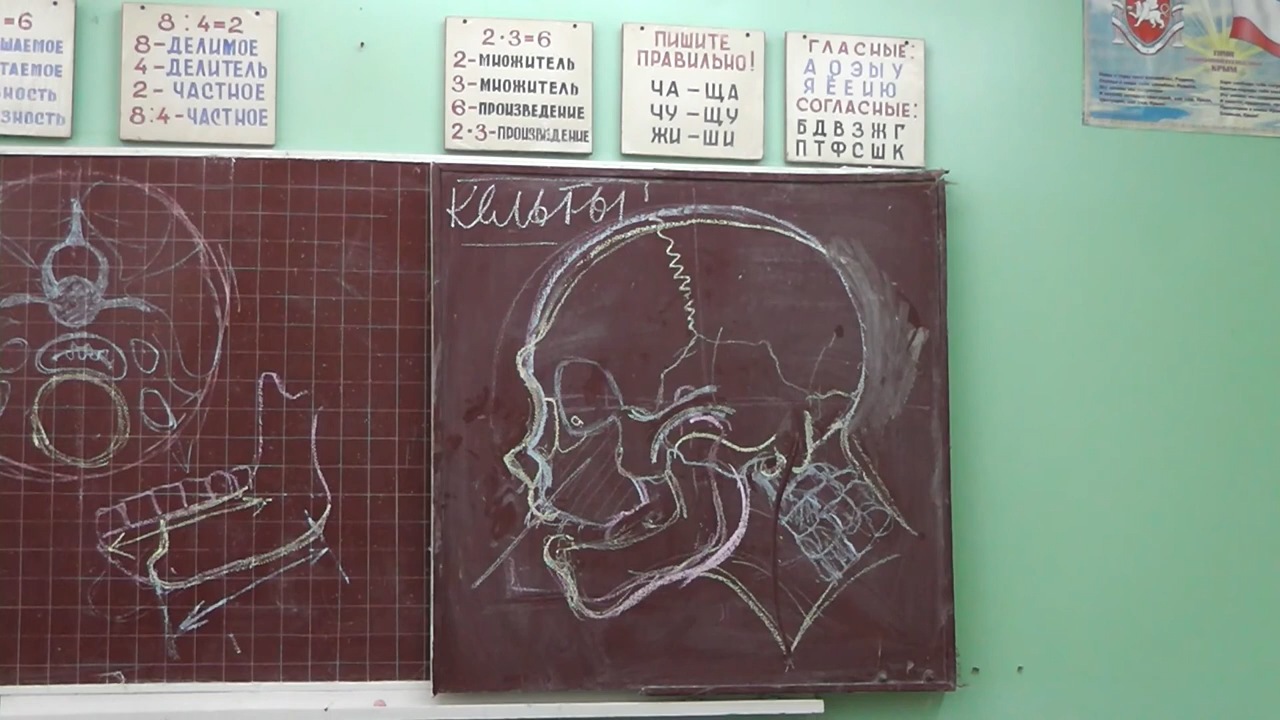 =6
ШАЕМОЕ
ТАЕМОЕ
НОСТЬ
ЗНОСТЬ
8:4=2
8-ДЕЛИМОЕ
4-ДЕЛИТЕЛЬ
2-ЧАСТНОЕ
8:4-ЧАСТНОЕ
2·3=6
2-МНОЖИТЕЛЬ
3-МНОЖИТЕЛЬ
6-ПРОИЗВЕДЕНИЕ
2·3-ПРОИЗВЕДЕНИЕ
ПИШИТЕ
ПРАВИЛЬНО!
ЧА-ЩА
ЧУ-ЩУ
ЖИ-ШИ
ГЛАСНЫЕ:
А О Э Ы У
Я Ё Е И Ю
СОГЛАСНЫЕ:
Б Д В З Ж Г
П Т Ф С Ш К
КРЫМ
Кельты